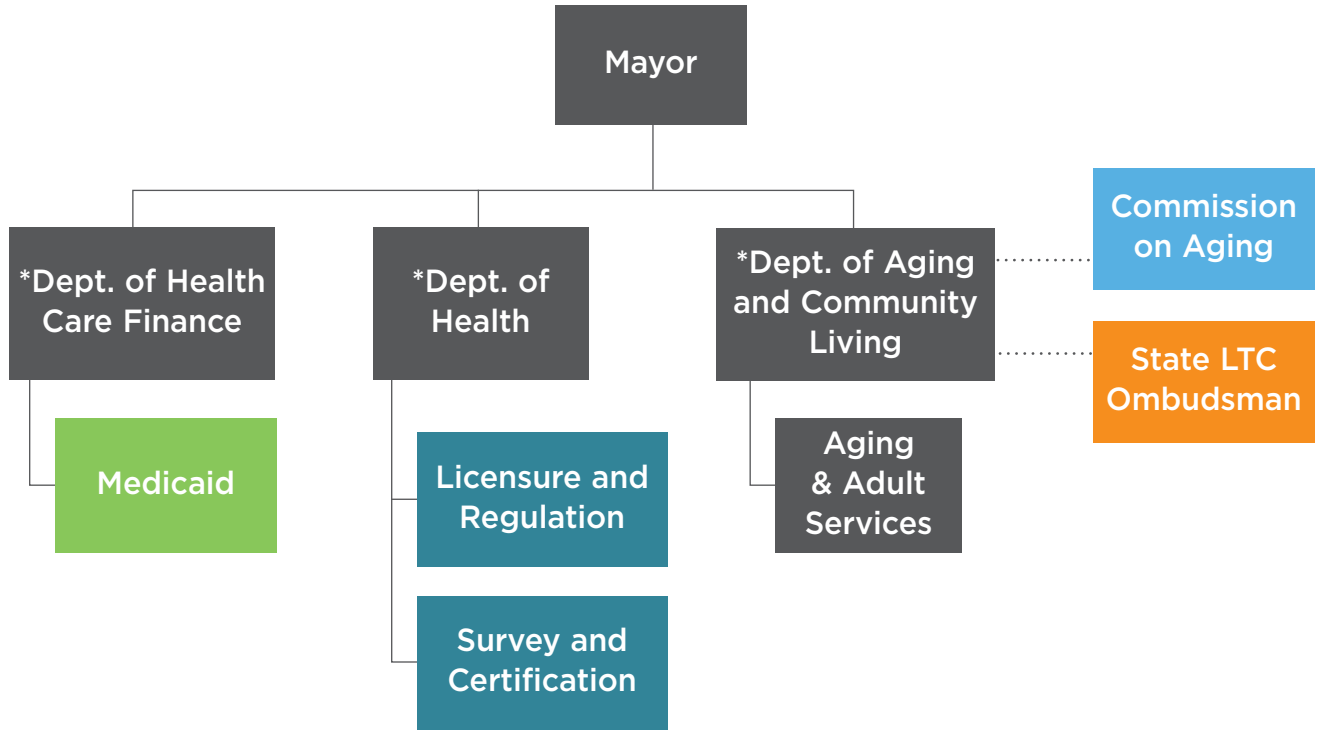 Mayor
*Dept. of Health
Care Finance
*Dept. of
Health
*Dept. of Aging
and Community
Living
Commission
on Aging
State LTC
Ombudsman
Medicaid
Licensure and
Regulation
Survey and
Certification
Aging
& Adult
Services